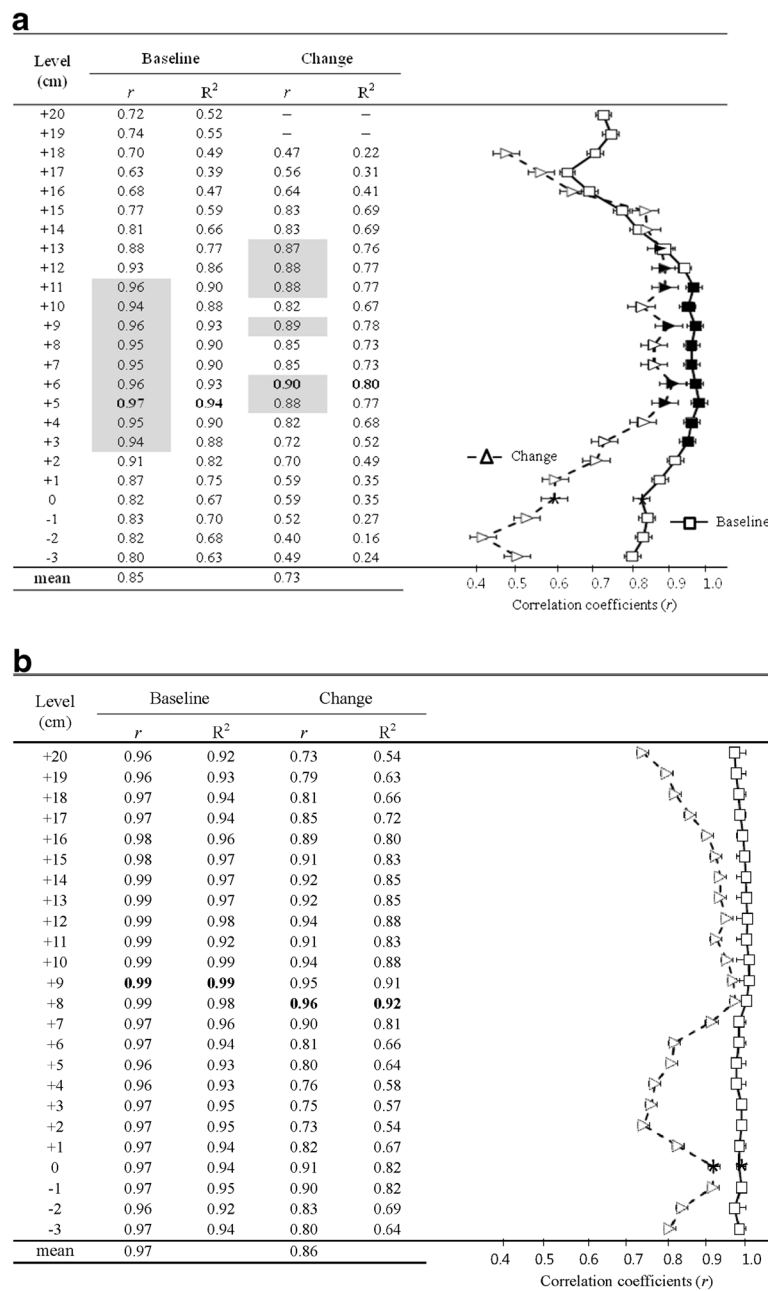 a
Level (cm) Baseline Change
r R² r R²
+20 0.72 0.52 – –
+19 0.74 0.55 – –
+18 0.70 0.49 0.47 0.22
+17 0.63 0.39 0.56 0.31
+16 0.68 0.47 0.64 0.41
+15 0.77 0.59 0.83 0.69
+14 0.81 0.66 0.83 0.69
+13 0.88 0.77 0.87 0.76
+12 0.93 0.86 0.88 0.77
+11 0.96 0.90 0.88 0.77
+10 0.94 0.88 0.82 0.67
+9 0.96 0.93 0.89 0.78
+8 0.95 0.90 0.85 0.73
+7 0.95 0.90 0.85 0.73
+6 0.96 0.93 0.90 0.80
+5 0.97 0.94 0.88 0.77
+4 0.95 0.90 0.82 0.68
+3 0.94 0.88 0.72 0.52
+2 0.91 0.82 0.70 0.49
+1 0.87 0.75 0.59 0.35
0 0.82 0.67 0.59 0.35
-1 0.83 0.70 0.52 0.27
-2 0.82 0.68 0.40 0.16
-3 0.80 0.63 0.49 0.24
mean 0.85 0.73
Change
Baseline
0.4 0.5 0.6 0.7 0.8 0.9 1.0
Correlation coefficients (r)
b
Level (cm) Baseline Change
r R² r R²
+20 0.96 0.92 0.73 0.54
+19 0.96 0.93 0.79 0.63
+18 0.97 0.94 0.81 0.66
+17 0.97 0.94 0.85 0.72
+16 0.98 0.96 0.89 0.80
+15 0.98 0.97 0.91 0.83
+14 0.99 0.97 0.92 0.85
+13 0.99 0.97 0.92 0.85
+12 0.99 0.98 0.94 0.88
+11 0.99 0.92 0.91 0.83
+10 0.99 0.99 0.94 0.88
+9 0.99 0.99 0.95 0.91
+8 0.99 0.98 0.96 0.92
+7 0.97 0.96 0.90 0.81
+6 0.97 0.94 0.81 0.66
+5 0.96 0.93 0.80 0.64
+4 0.96 0.93 0.76 0.58
+3 0.97 0.95 0.75 0.57
+2 0.97 0.95 0.73 0.54
+1 0.97 0.94 0.82 0.67
0 0.97 0.94 0.91 0.82
-1 0.97 0.95 0.90 0.82
-2 0.96 0.92 0.83 0.69
-3 0.97 0.94 0.80 0.64
mean 0.97 0.86
0.4 0.5 0.6 0.7 0.8 0.9 1.0
Correlation coefficients (r)